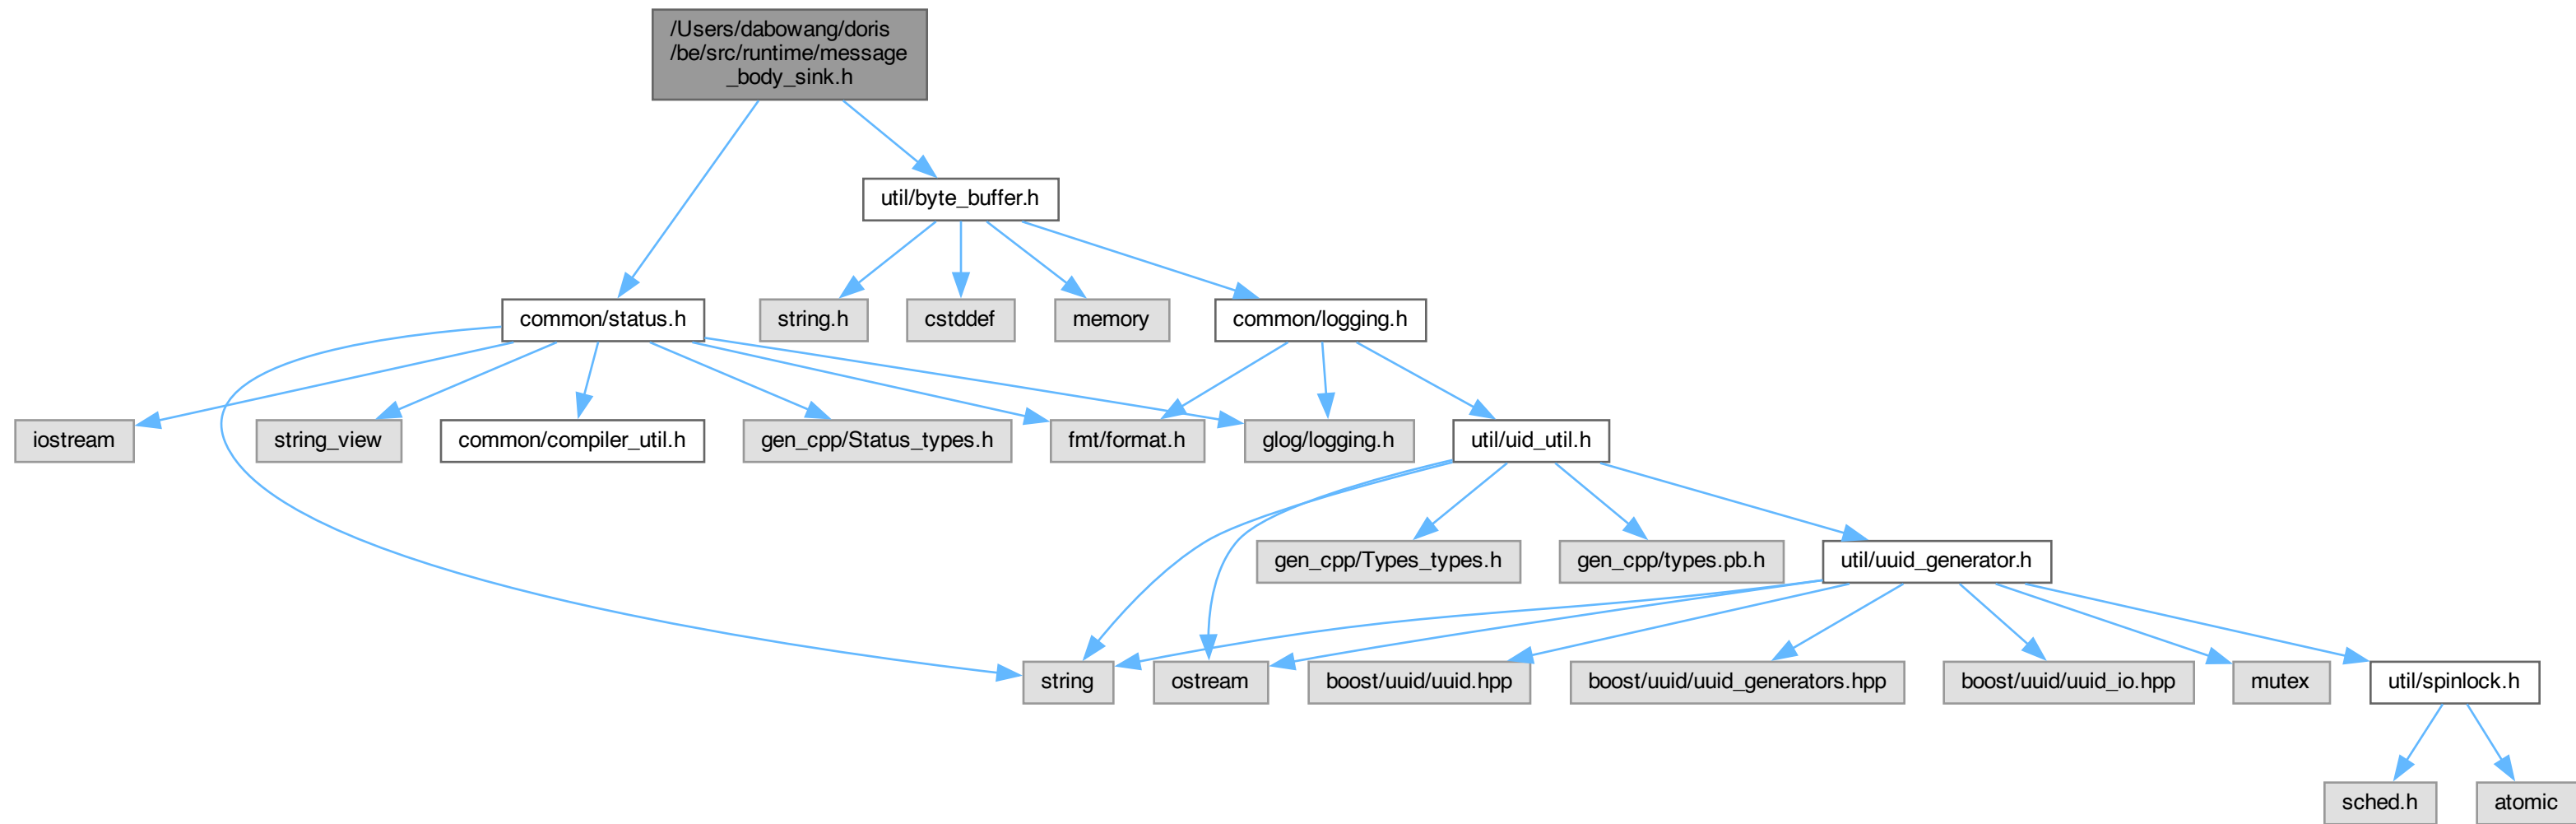 /Users/dabowang/doris
/be/src/runtime/message
_body_sink.h
util/byte_buffer.h
common/status.h
string.h
cstddef
memory
common/logging.h
iostream
string_view
common/compiler_util.h
gen_cpp/Status_types.h
fmt/format.h
glog/logging.h
util/uid_util.h
gen_cpp/Types_types.h
gen_cpp/types.pb.h
util/uuid_generator.h
string
ostream
boost/uuid/uuid.hpp
boost/uuid/uuid_generators.hpp
boost/uuid/uuid_io.hpp
mutex
util/spinlock.h
sched.h
atomic